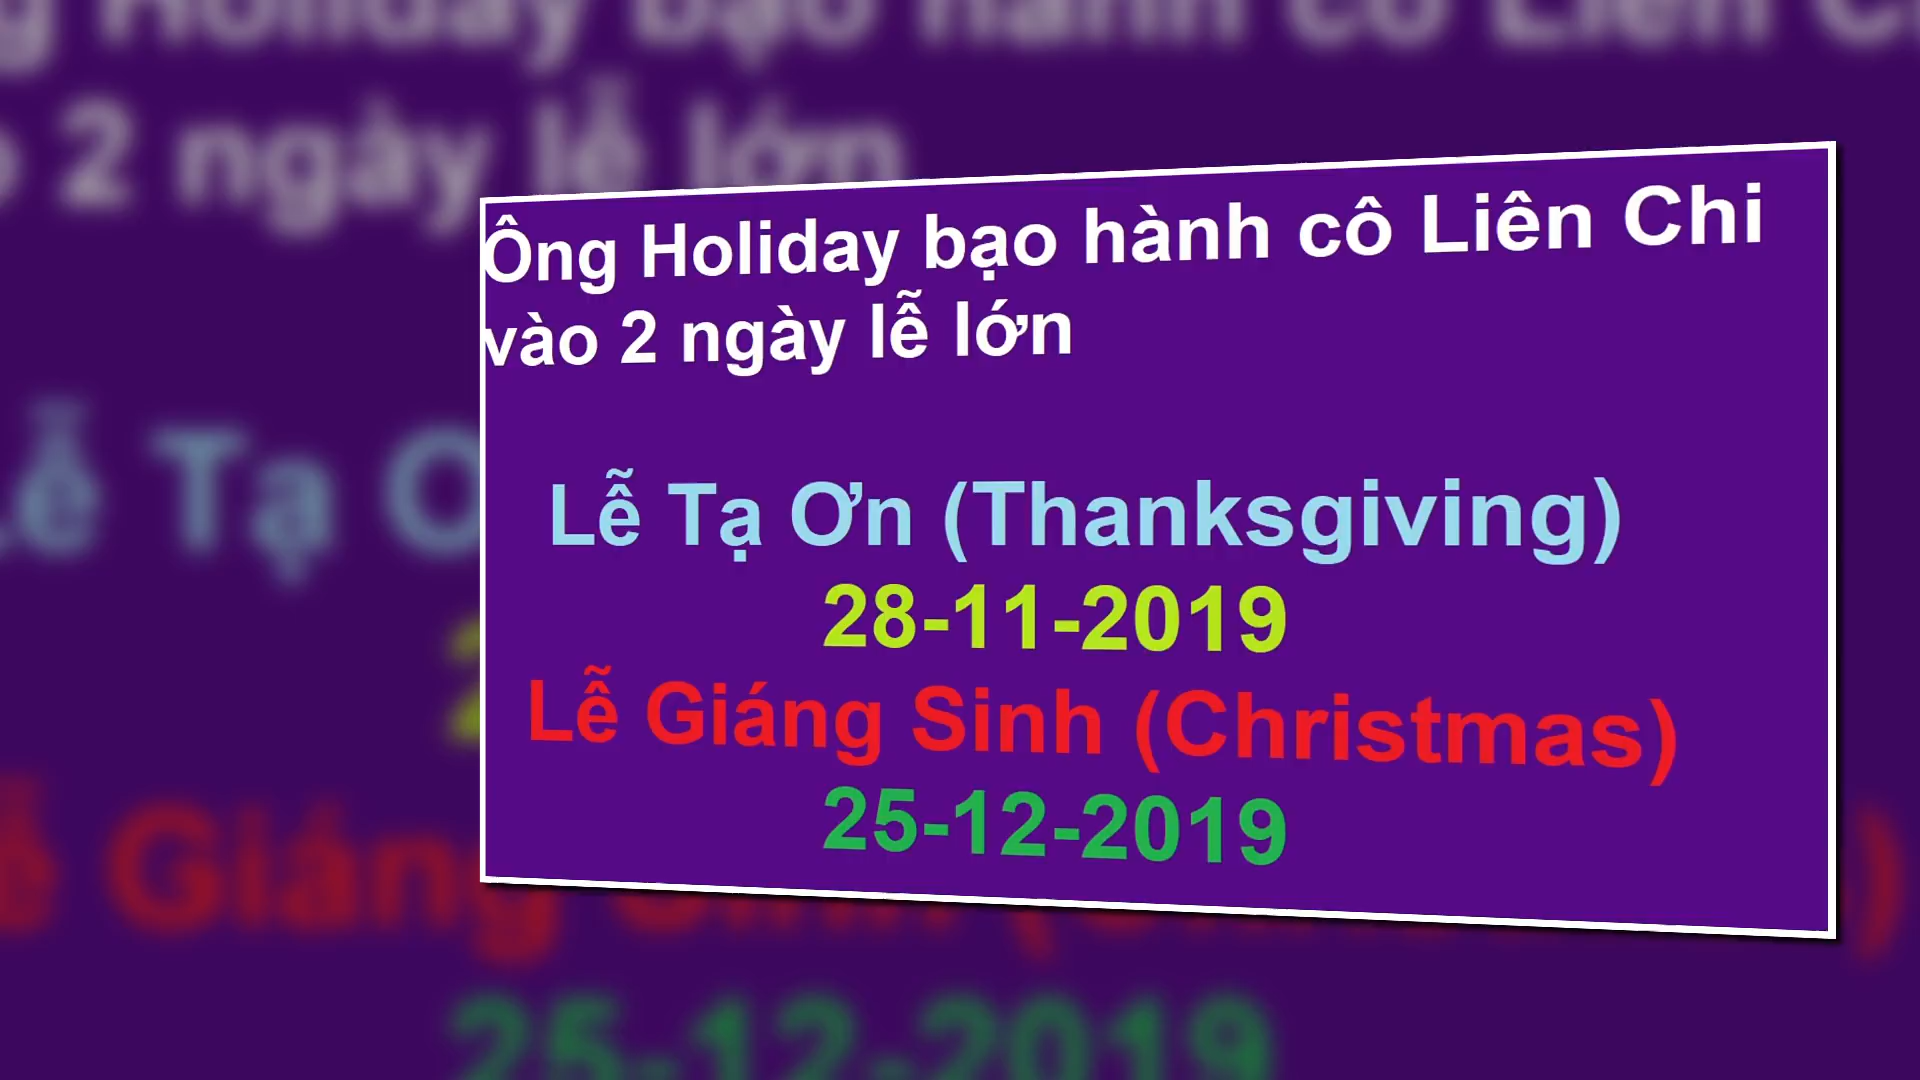 Ông Holiday bạo hành cô Liên Chi
vào 2 ngày lễ lớn
Lễ Tạ Ơn (Thanksgiving)
28-11-2019
Lễ Giáng Sinh (Christmas)
25-12-2019